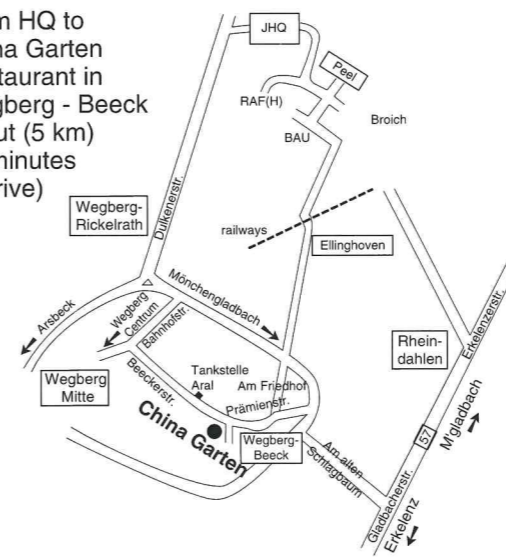 m HQ to
na Garten
taurant in
gberg - Beeck
ut (5 km)
minutes
rive)
JHQ
Peel
RAF(H)
Broich
BAU
Wegberg-
Rickelrath
Dulkenerstr.
railways
Ellinghoven
Mönchengladbach
Arsbeck
Wegberg
Centrum
Bahnhofstr.
Rhein-
dahlen
Erkelenzerstr.
Wegberg
Mitte
Beeckerstr.
Tankstelle
Aral
Am Friedhof
Prämienstr.
China Garten
Wegberg-
Beeck
Am alten
Schlagbaum
57
M'gladbach
Gladbacherstr.
Erkelenz